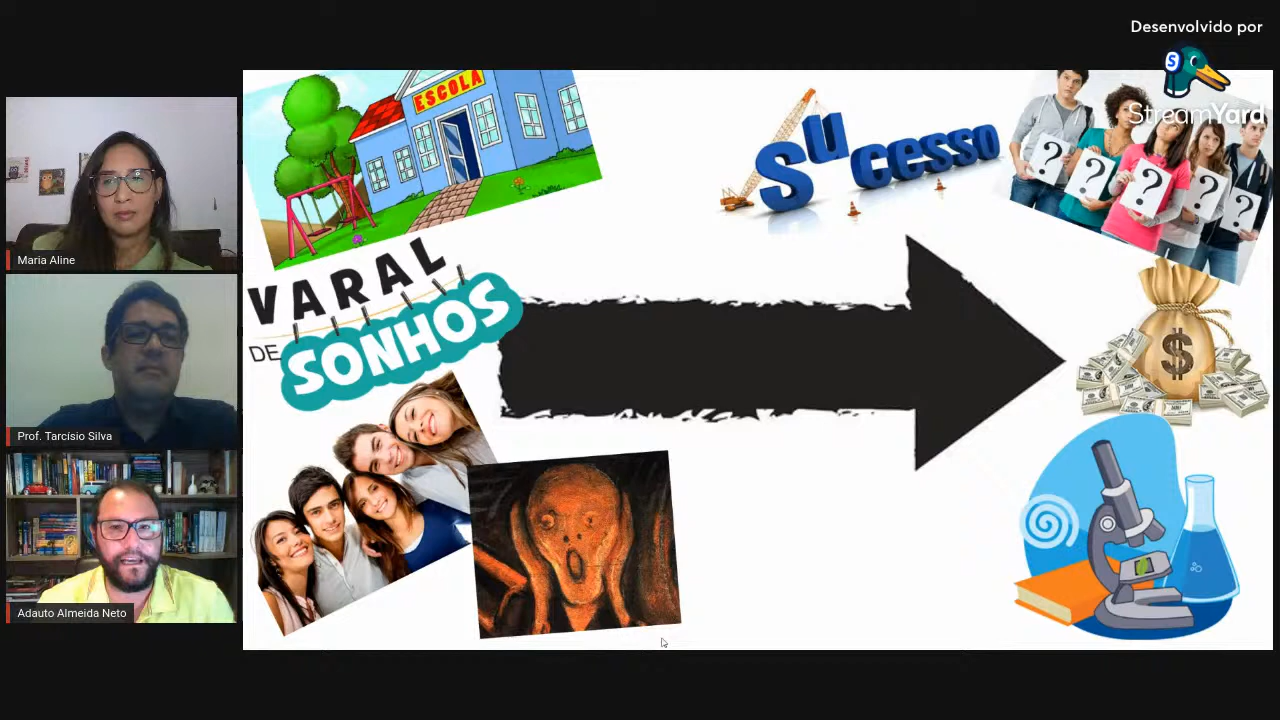 Desenvolvido por
S
StreamYard
Maria Aline
Prof. Tarcísio Silva
Adauto Almeida Neto
ESCOLA
Sucesso
? ? ? ? ?
VARAL
DE SONHOS
$